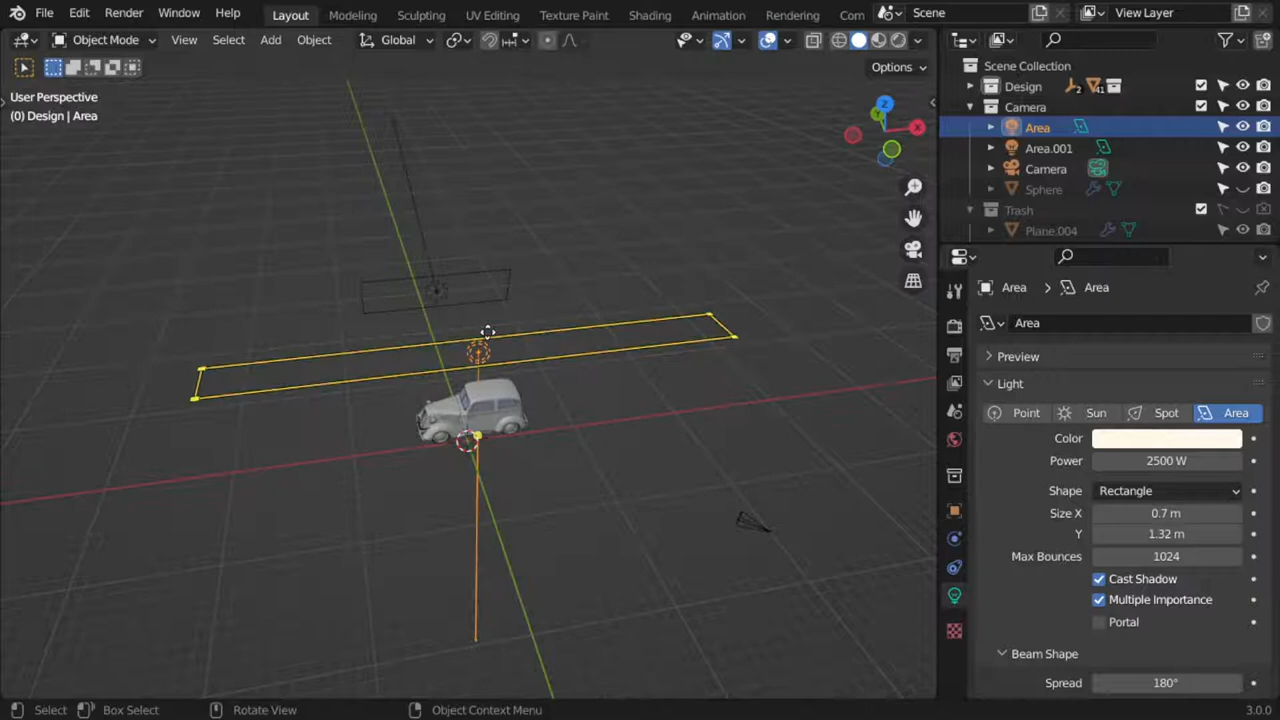 File Edit Render Window Help Layout Modeling Sculpting UV Editing Texture Paint Shading Animation Rendering Com Scene View Layer
Object Mode View Select Add Object Global
Options
User Perspective
(0) Design | Area
Z
X
Scene Collection
Design 2 41
Camera
Area
Area.001
Camera
Sphere
Trash
Plane.004
Area Area
Area
Preview
Light
Point Sun Spot Area
Color
Power 2500 W
Shape Rectangle
Size X 0.7 m
Y 1.32 m
Max Bounces 1024
Cast Shadow
Multiple Importance
Portal
Beam Shape
Spread 180°
Select Box Select Rotate View Object Context Menu 3.0.0